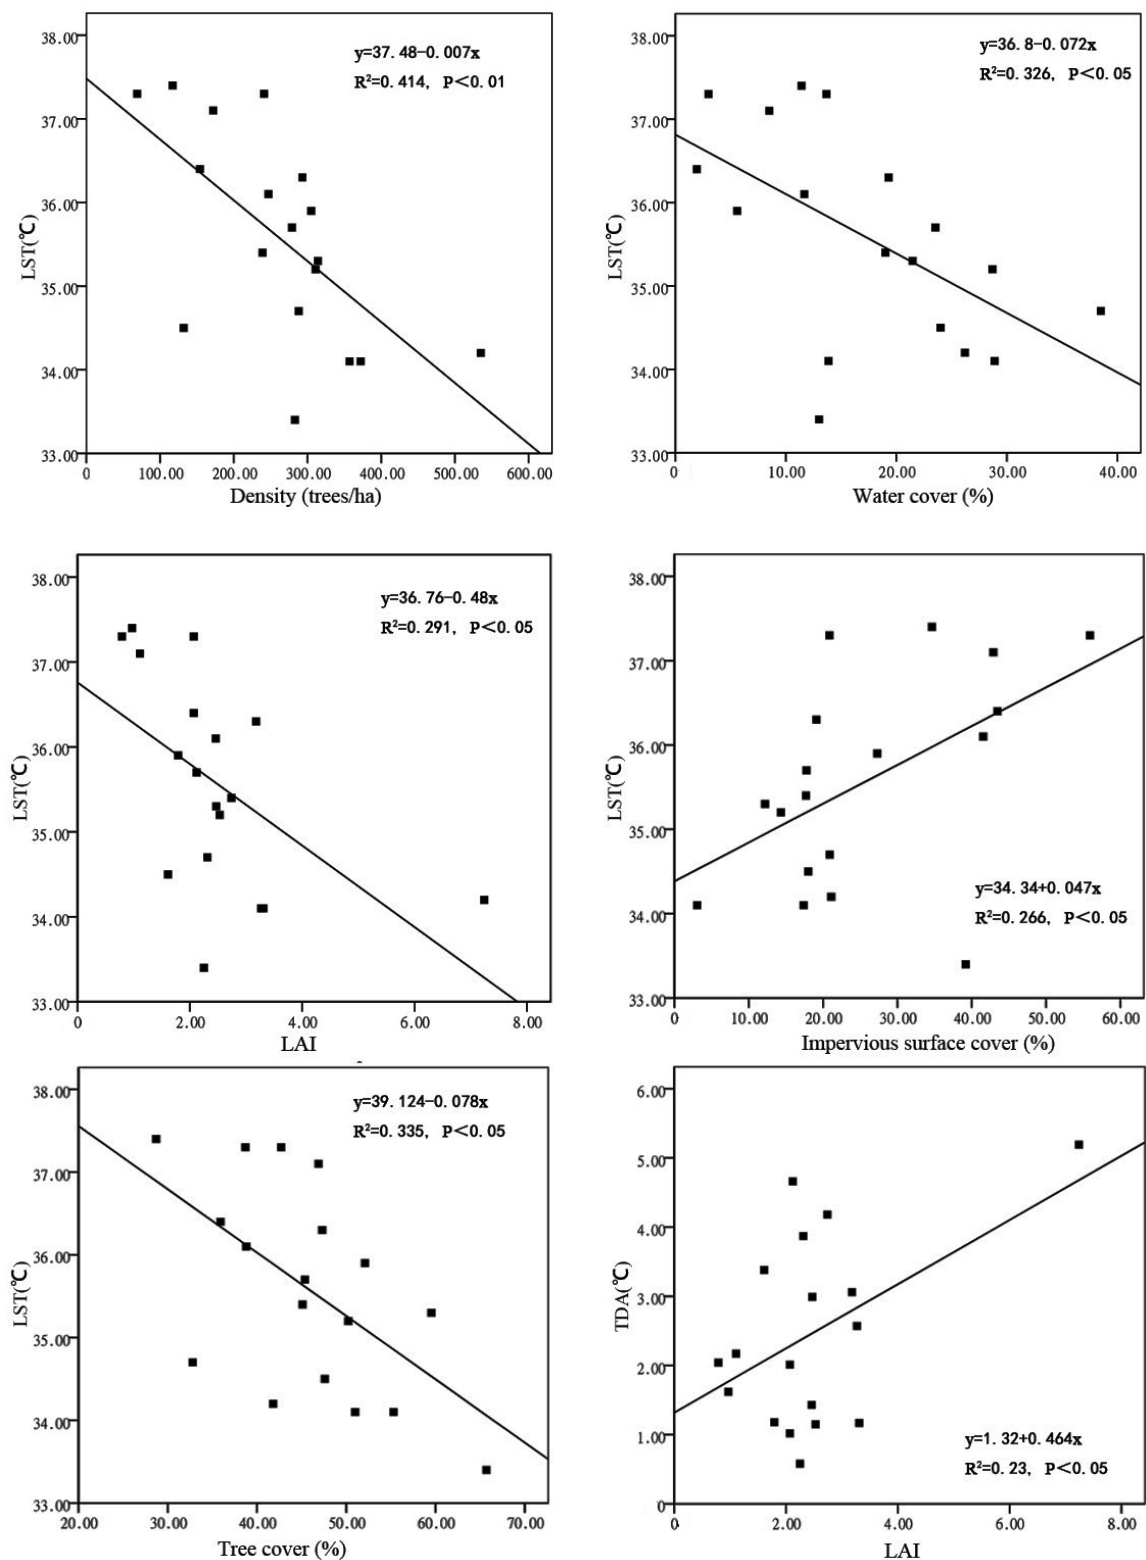 38.00
37.00
36.00
35.00
34.00
33.00
LST(℃)
y=37.48-0.007x
R²=0.414, P<0.01
0 100.00 200.00 300.00 400.00 500.00 600.00
Density (trees/ha)
38.00
37.00
36.00
35.00
34.00
33.00
LST(℃)
y=36.8-0.072x
R²=0.326, P<0.05
0 10.00 20.00 30.00 40.00
Water cover (%)
38.00
37.00
36.00
35.00
34.00
33.00
LST(℃)
y=36.76-0.48x
R²=0.291, P<0.05
0 2.00 4.00 6.00 8.00
LAI
38.00
37.00
36.00
35.00
34.00
33.00
LST(℃)
y=34.34+0.047x
R²=0.266, P<0.05
0 10.00 20.00 30.00 40.00 50.00 60.00
Impervious surface cover (%)
38.00
37.00
36.00
35.00
34.00
33.00
LST(℃)
y=39.124-0.078x
R²=0.335, P<0.05
20.00 30.00 40.00 50.00 60.00 70.00
Tree cover (%)
6.00
5.00
4.00
3.00
2.00
1.00
0
TDA(℃)
y=1.32+0.464x
R²=0.23, P<0.05
0 2.00 4.00 6.00 8.00
LAI